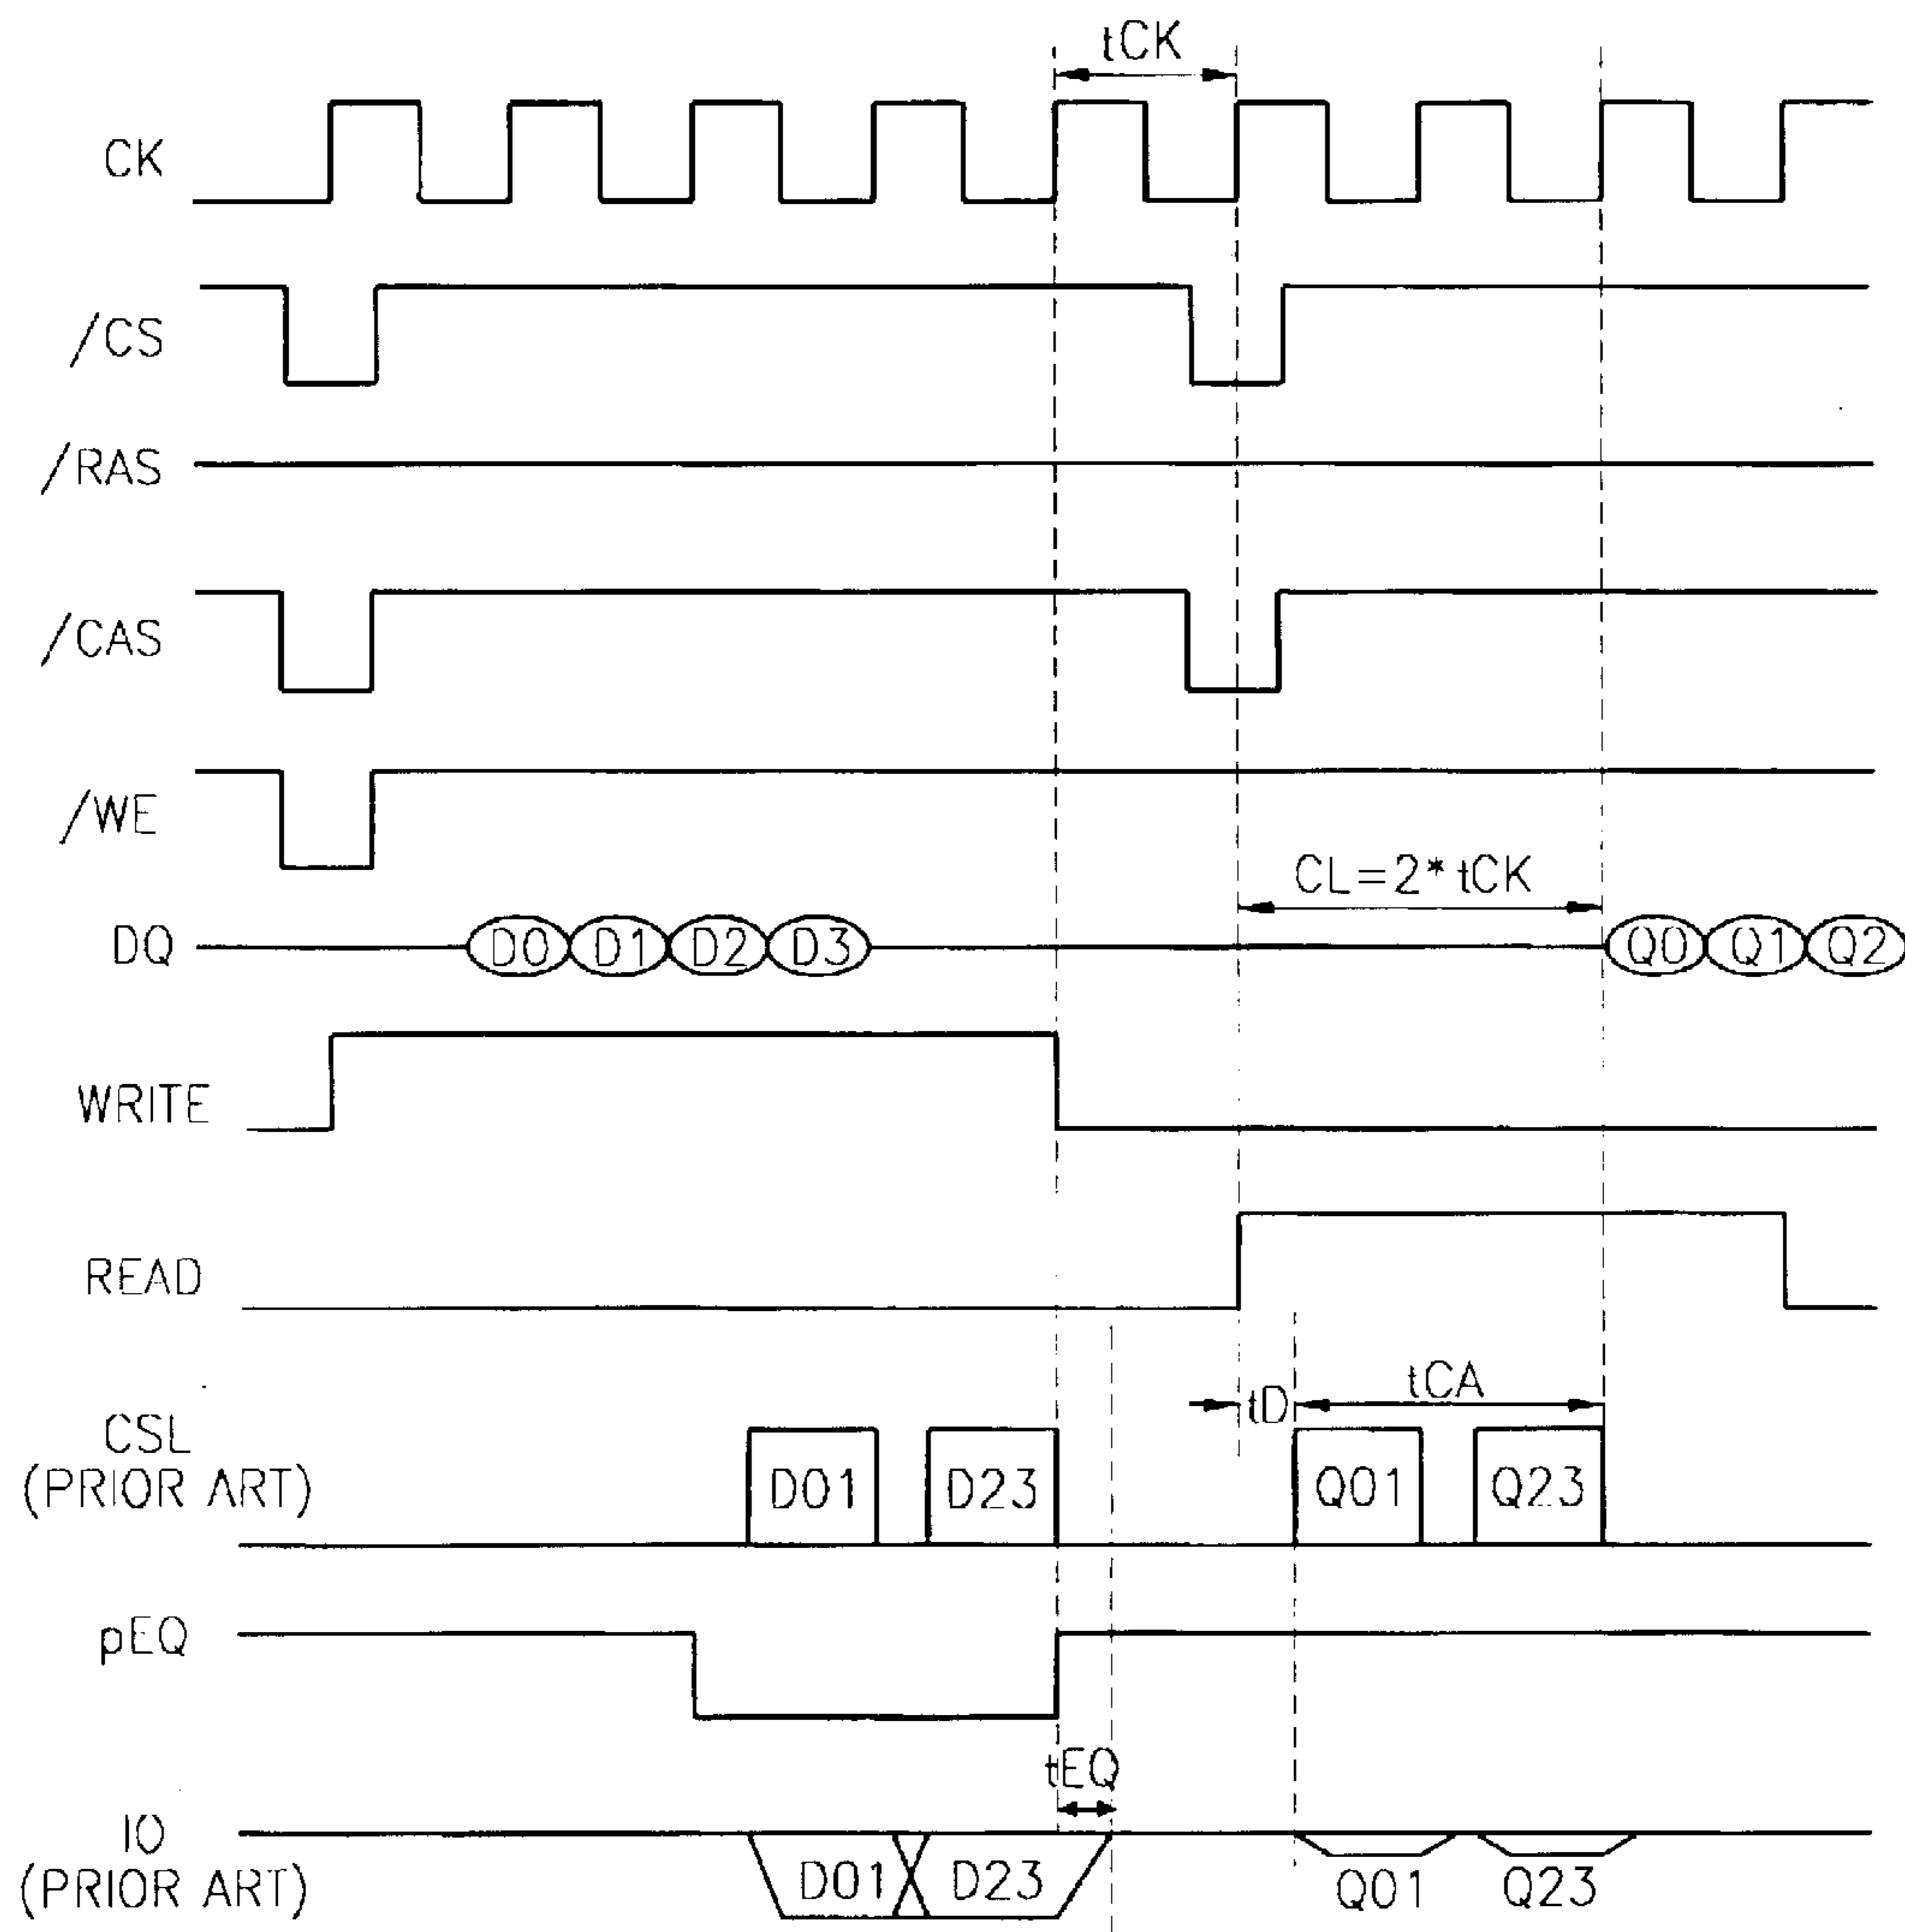 tCK
CK
/CS
/RAS
/CAS
/WE
CL=2*tCK
DQ D0 D1 D2 D3 Q0 Q1 Q2
WRITE
READ
tD tCA
CSL
(PRIOR ART) D01 D23 Q01 Q23
pEQ
tEQ
IO
(PRIOR ART) D01 D23 Q01 Q23